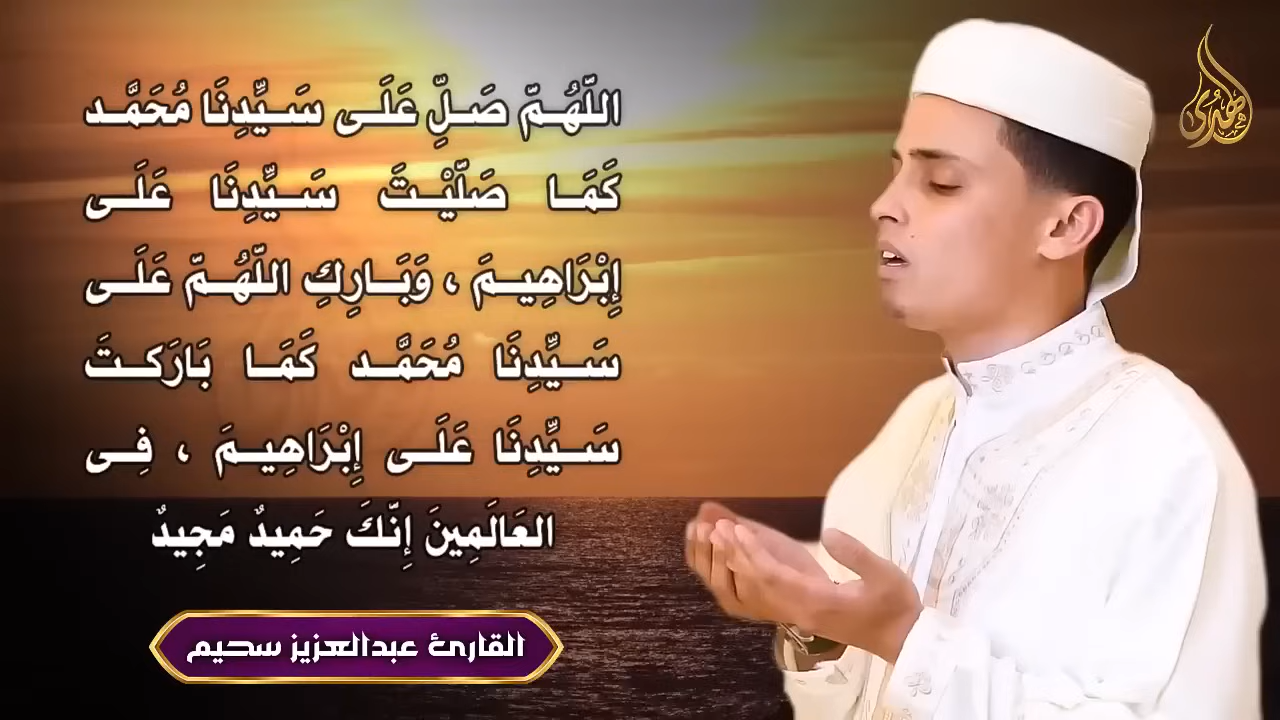 اللّهُمّ صَلِّ عَلَى سَيِّدِنَا مُحَمَّد
كَمَا صَلّيْتَ سَيِّدِنَا عَلَى
إِبْرَاهِيمَ ، وَبَارِكِ اللّهُمّ عَلَى
سَيِّدِنَا مُحَمَّد كَمَا بَارَكتَ
سَيِّدِنَا عَلَى إِبْرَاهِيمَ ، فِى
العَالَمِينَ إِنّكَ حَمِيدٌ مَجِيدٌ
القارئ عبدالعزيز سحيم